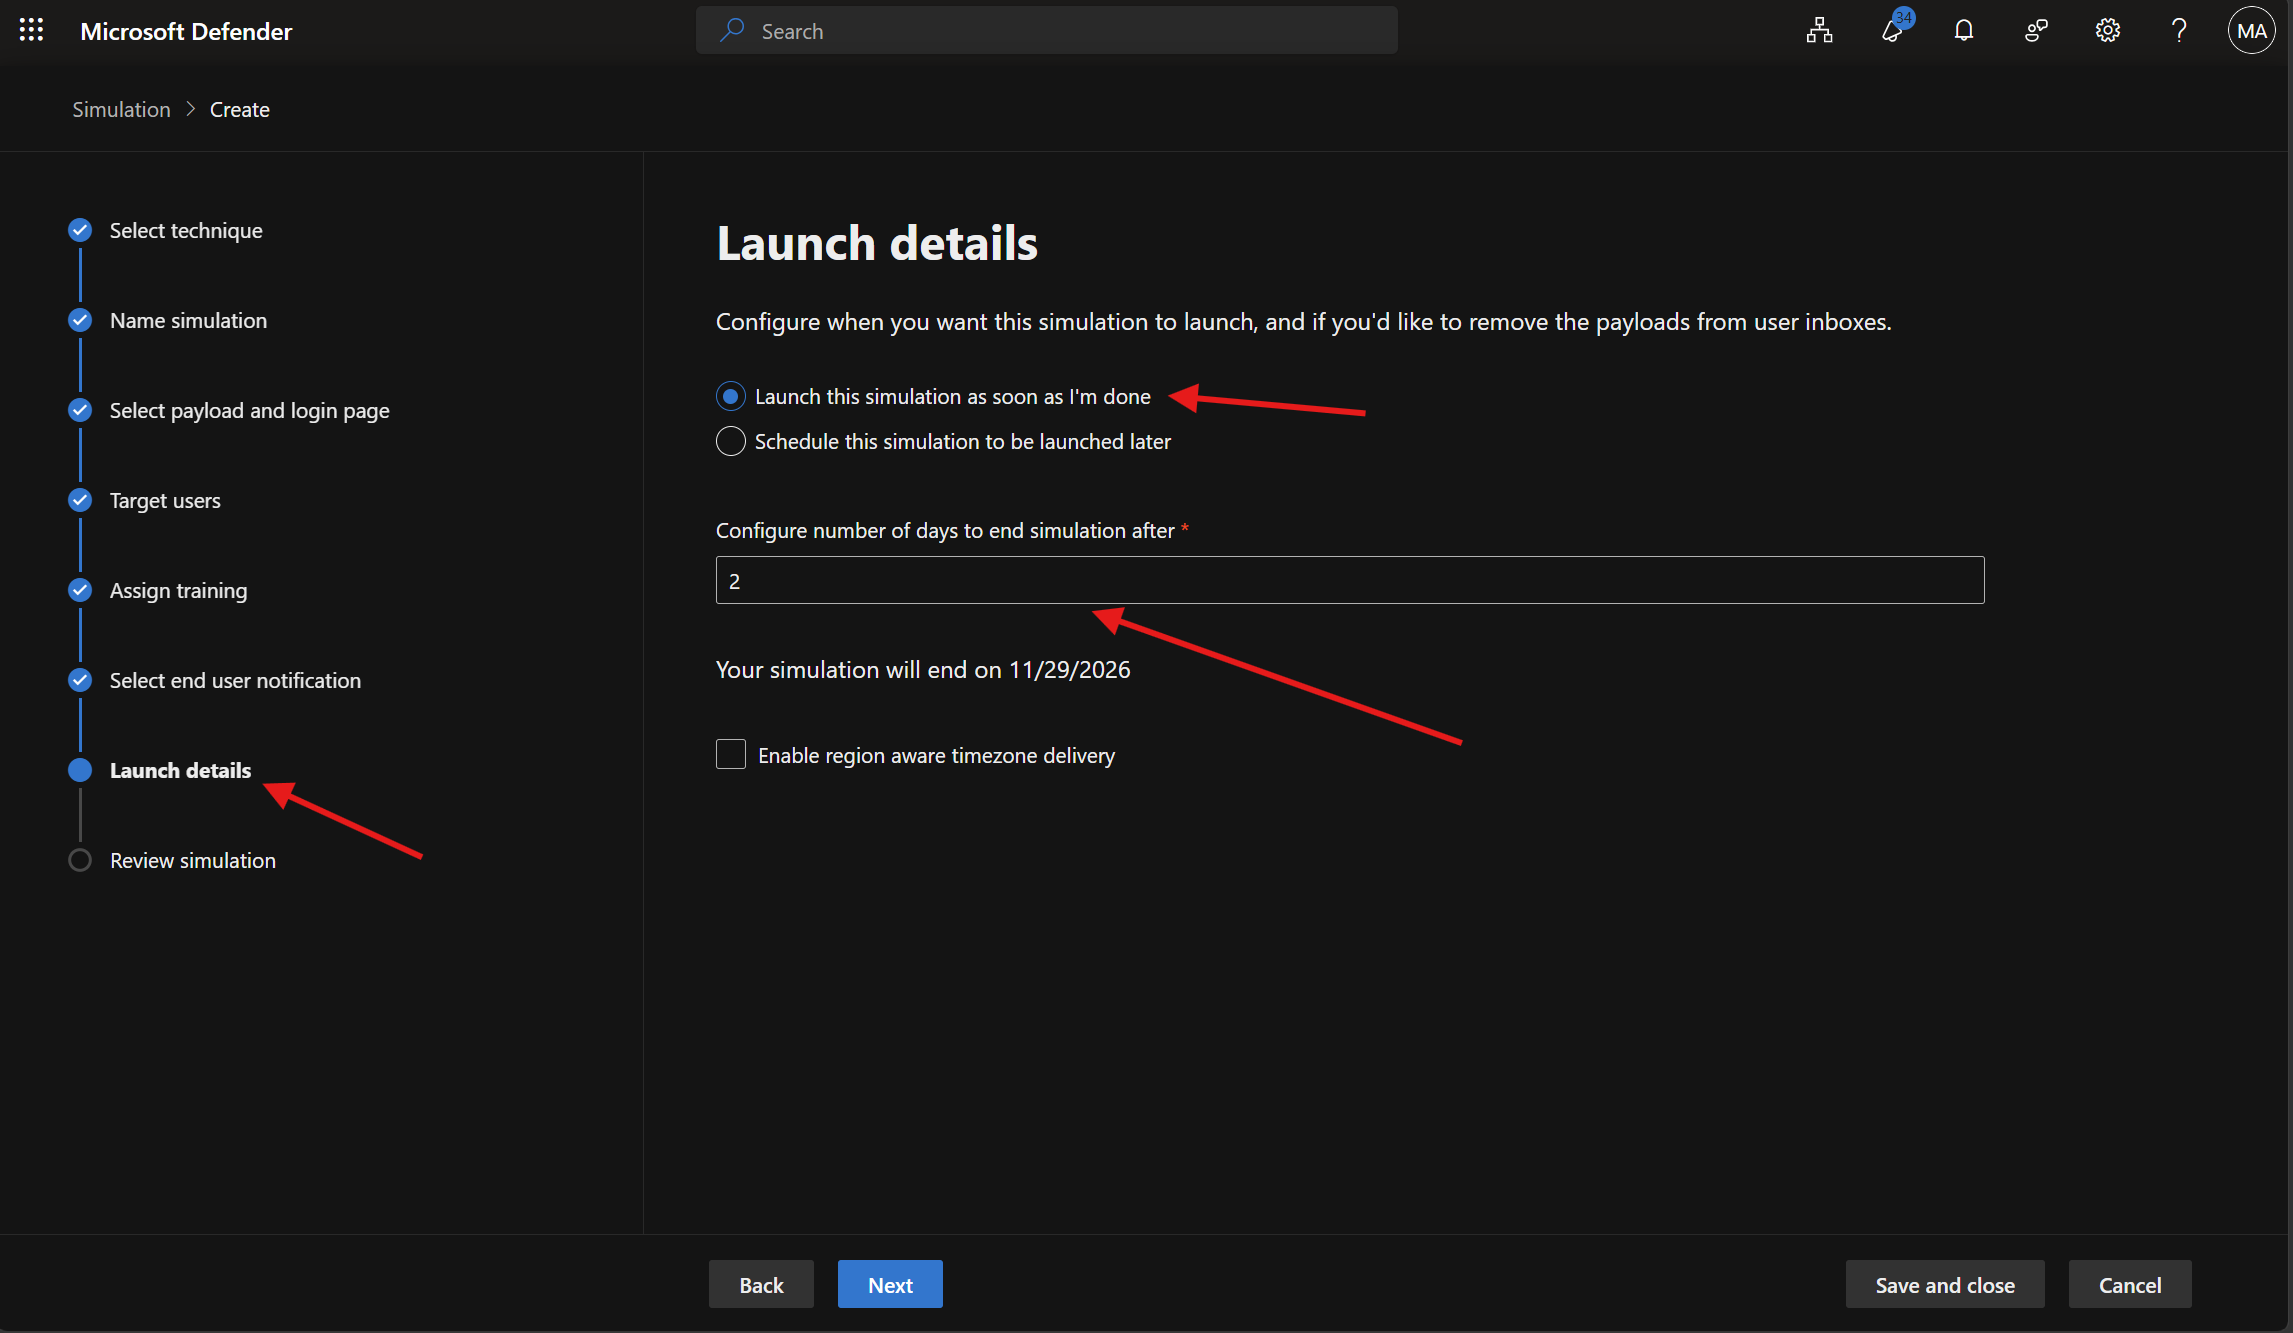 Microsoft Defender
Search
34
MA
Simulation > Create
Select technique
Name simulation
Select payload and login page
Target users
Assign training
Select end user notification
Launch details
Review simulation
Launch details
Configure when you want this simulation to launch, and if you'd like to remove the payloads from user inboxes.
Launch this simulation as soon as I'm done
Schedule this simulation to be launched later
Configure number of days to end simulation after *
2
Your simulation will end on 11/29/2026
Enable region aware timezone delivery
Back
Next
Save and close
Cancel